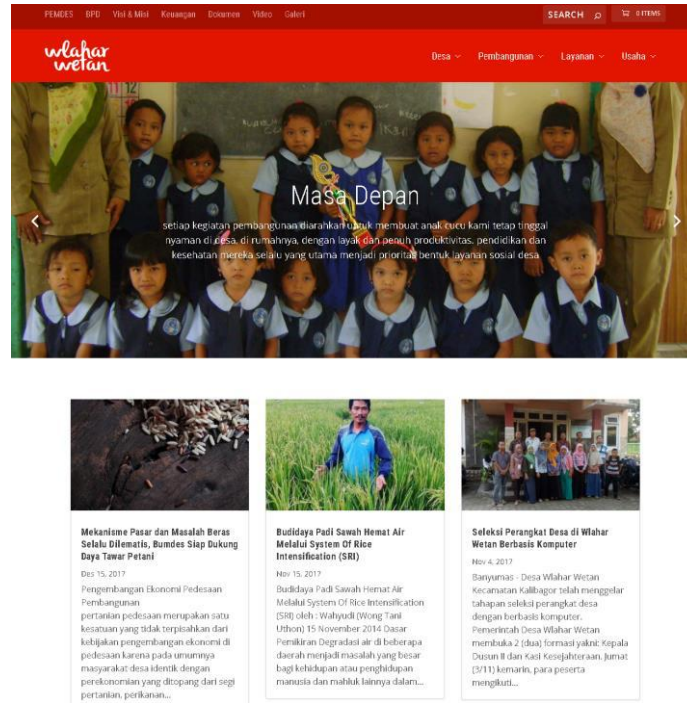 PEMDES BPD Visi & Misi Keuangan Dokumen Video Galeri
SEARCH 0 ITEMS
wlahar
wetan
Desa Pembangunan Layanan Usaha
Masa Depan
setiap kegiatan pembangunan diarahkan untuk membuat anak cucu kami tetap tinggal
nyaman di desa, di rumahnya, dengan layak dan penuh produktivitas. pendidikan dan
kesehatan mereka selalu yang utama menjadi prioritas bentuk layanan sosial desa
Mekanisme Pasar dan Masalah Beras
Selalu Dilematis, Bumdes Siap Dukung
Daya Tawar Petani
Des 15, 2017
Pengembangan Ekonomi Pedesaan
Pembangunan
pertanian pedesaan merupakan satu
kesatuan yang tidak terpisahkan dari
kebijakan pengembangan ekonomi di
pedesaan karena pada umumnya
masyarakat desa identik dengan
perekonomian yang ditopang dari segi
pertanian, perikanan...
Budidaya Padi Sawah Hemat Air
Melalui System Of Rice
Intensification (SRI)
Nov 15, 2017
Budidaya Padi Sawah Hemat Air
Melalui System Of Rice Intensification
(SRI) oleh : Wahyudi (Wong Tani
Uthon) 15 November 2014 Dasar
Pemikiran Degradasi air di beberapa
daerah menjadi masalah yang besar
bagi kehidupan atau penghidupan
manusia dan mahluk lainnya dalam...
Seleksi Perangkat Desa di Wlahar
Wetan Berbasis Komputer
Nov 4, 2017
Banyumas - Desa Wlahar Wetan
Kecamatan Kalibagor telah menggelar
tahapan seleksi perangkat desa
dengan berbasis komputer.
Pemerintah Desa Wlahar Wetan
membuka 2 (dua) formasi yakni: Kepala
Dusun II dan Kasi Kesejahteraan. Jumat
(3/11) kemarin, para peserta
mengikuti...